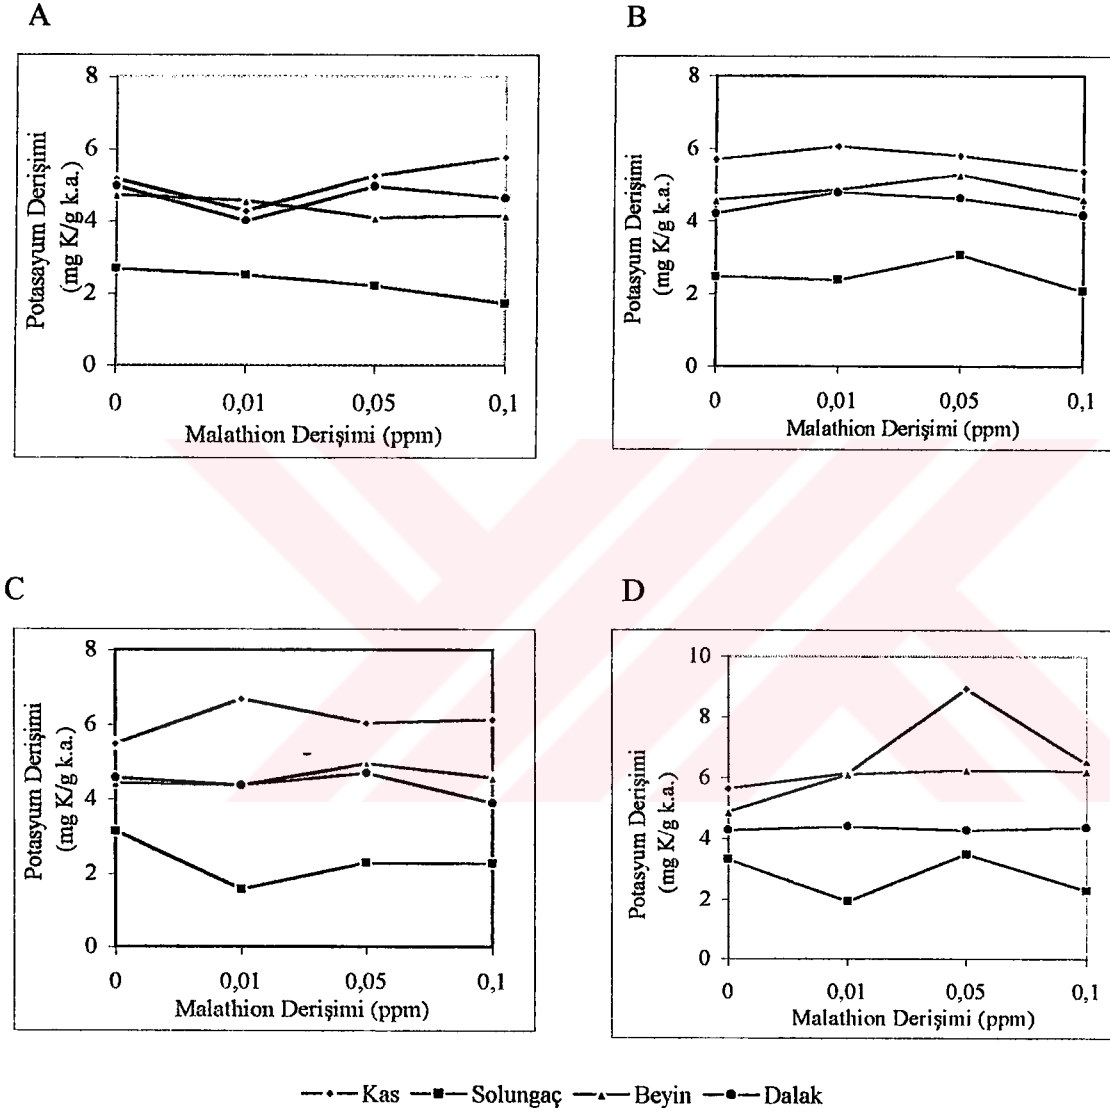 A
8
6
4
2
0
Potasayum Derişimi
(mg K/g k.a.)
0 0,01 0,05 0,1
Malathion Derişimi (ppm)
B
8
6
4
2
0
Potasyum Derişimi
(mg K/g k.a.)
0 0,01 0,05 0,1
Malathion Derişimi (ppm)
C
8
6
4
2
0
Potasyum Derişimi
(mg K/g k.a.)
0 0,01 0,05 0,1
Malathion Derişimi (ppm)
D
10
8
6
4
2
0
Potasyum Derişimi
(mg K/g k.a.)
0 0,01 0,05 0,1
Malathion Derişimi (ppm)
Kas Solungaç Beyin Dalak